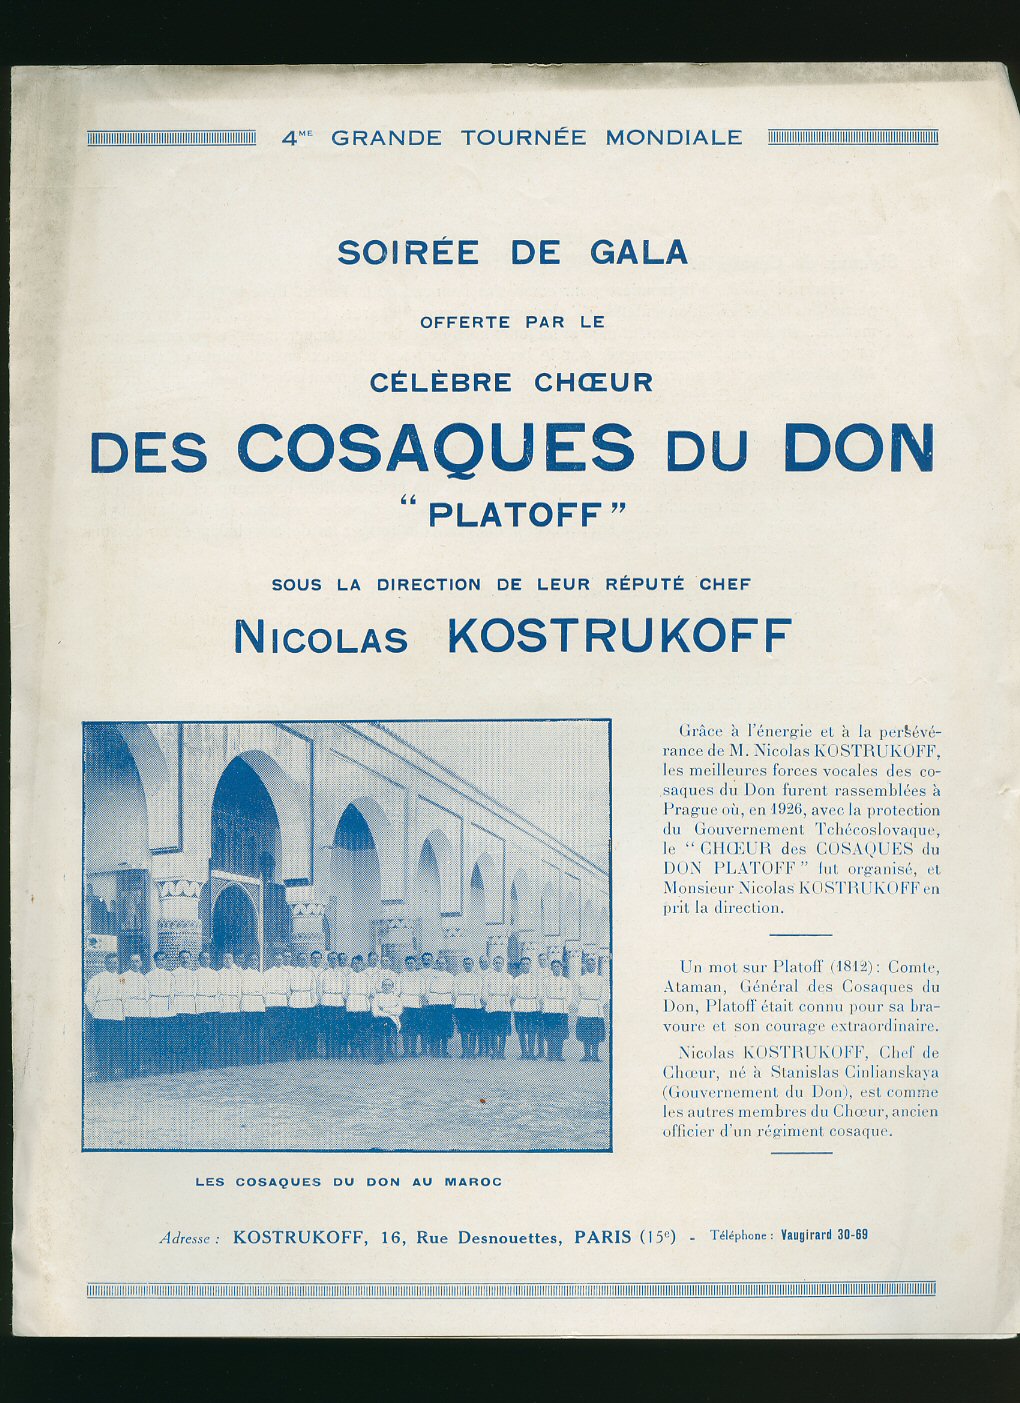 4ME GRANDE TOURNÉE MONDIALE
SOIRÉE DE GALA
OFFERTE PAR LE
CÉLÈBRE CHŒUR
DES COSAQUES DU DON
“PLATOFF”
SOUS LA DIRECTION DE LEUR RÉPUTÉ CHEF
NICOLAS KOSTRUKOFF
Grâce à l'énergie et à la persévé-
rance de M. Nicolas KOSTRUKOFF,
les meilleures forces vocales des co-
saques du Don furent rassemblées à
Prague où, en 1926, avec la protection
du Gouvernement Tchécoslovaque,
le “CHŒUR des COSAQUES du
DON PLATOFF” fut organisé, et
Monsieur Nicolas KOSTRUKOFF en
prit la direction.
Un mot sur Platoff (1812) : Comte,
Ataman, Général des Cosaques du
Don, Platoff était connu pour sa bra-
voure et son courage extraordinaire.
Nicolas KOSTRUKOFF, Chef de
Chœur, né à Stanislas Cinlianskaya
(Gouvernement du Don), est comme
les autres membres du Chœur, ancien
officier d'un régiment cosaque.
LES COSAQUES DU DON AU MAROC
Adresse : KOSTRUKOFF, 16, Rue Desnouettes, PARIS (15e) - Téléphone : Vaugirard 30-69